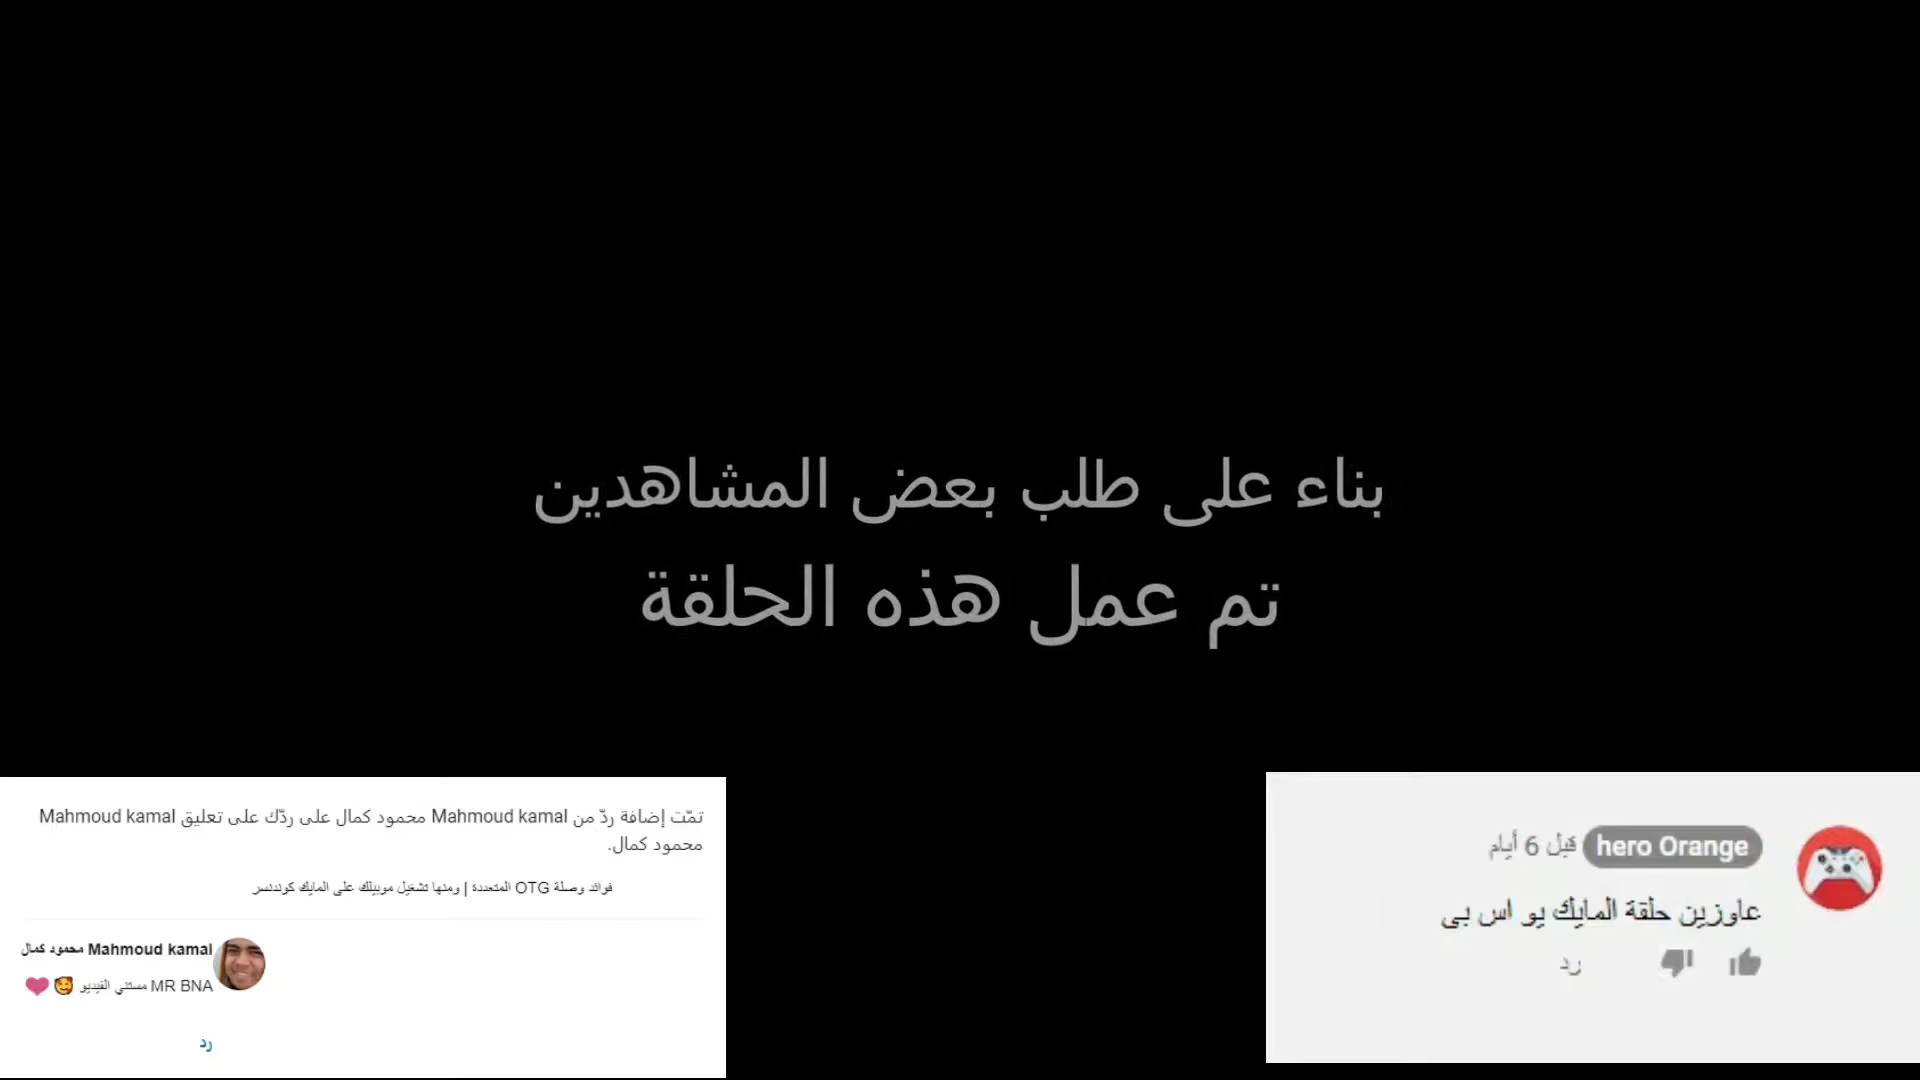 بناء على طلب بعض المشاهدين
تم عمل هذه الحلقة
تمّت إضافة ردّ من Mahmoud kamal محمود كمال على ردّك على تعليق Mahmoud kamal
محمود كمال.
فوائد وصلة OTG المتعددة | ومنها تشغيل موبيلك على المايك كوندنسر
Mahmoud kamal محمود كمال
MR BNA مستني الفيديو 🥰 ❤
رد
hero Orange قبل 6 أيام
عاوزين حلقة المايك يو اس بى
رد